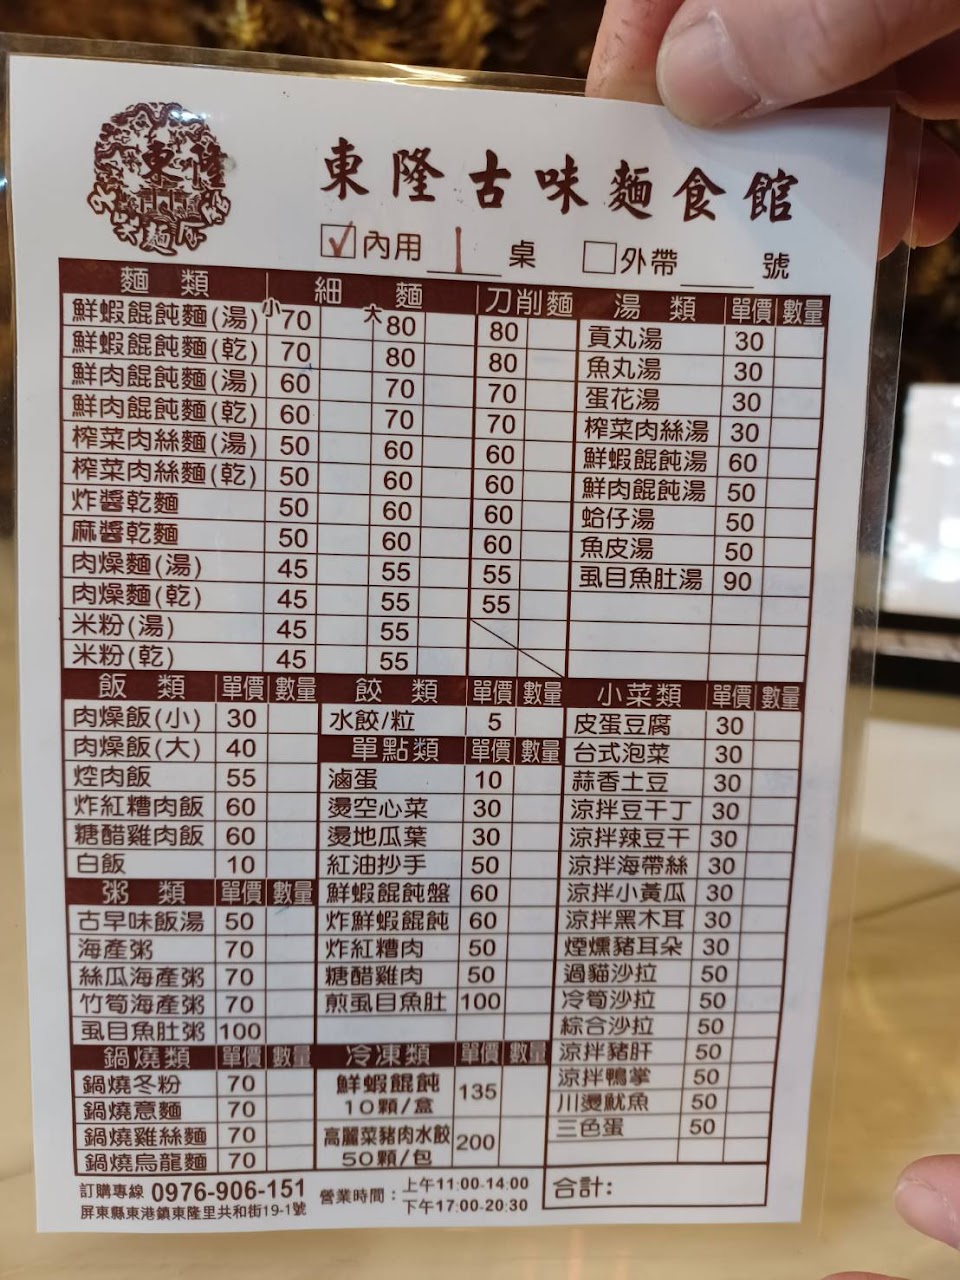 東隆
東隆古味麵食館
內用 1 桌 外帶 號
麵類 細麵 刀削麵 湯類 單價 數量
鮮蝦餛飩麵(湯) 小 70 大 80 80 貢丸湯 30
鮮蝦餛飩麵(乾) 70 80 80 魚丸湯 30
鮮肉餛飩麵(湯) 60 70 70 蛋花湯 30
鮮肉餛飩麵(乾) 60 70 70 榨菜肉絲湯 30
榨菜肉絲麵(湯) 50 60 60 鮮蝦餛飩湯 60
榨菜肉絲麵(乾) 50 60 60 鮮肉餛飩湯 50
炸醬乾麵 50 60 60 蛤仔湯 50
麻醬乾麵 50 60 60 魚皮湯 50
肉燥麵(湯) 45 55 55 虱目魚肚湯 90
肉燥麵(乾) 45 55 55
米粉(湯) 45 55
米粉(乾) 45 55
飯類 單價 數量
肉燥飯(小) 30
肉燥飯(大) 40
焢肉飯 55
炸紅糟肉飯 60
糖醋雞肉飯 60
白飯 10
粥類 單價 數量
古早味飯湯 50
海產粥 70
絲瓜海產粥 70
竹筍海產粥 70
虱目魚肚粥 100
鍋燒類 單價 數量
鍋燒冬粉 70
鍋燒意麵 70
鍋燒雞絲麵 70
鍋燒烏龍麵 70
餃類 單價 數量
水餃/粒 5
單點類 單價 數量
滷蛋 10
燙空心菜 30
燙地瓜葉 30
紅油抄手 50
鮮蝦餛飩盤 60
炸鮮蝦餛飩 60
炸紅糟肉 50
糖醋雞肉 50
煎虱目魚肚 100
冷凍類 單價 數量
鮮蝦餛飩
10顆/盒 135
高麗菜豬肉水餃
50顆/包 200
小菜類 單價 數量
皮蛋豆腐 30
台式泡菜 30
蒜香土豆 30
涼拌豆干丁 30
涼拌辣豆干 30
涼拌海帶絲 30
涼拌小黃瓜 30
涼拌黑木耳 30
煙燻豬耳朵 30
過貓沙拉 50
冷筍沙拉 50
綜合沙拉 50
涼拌豬肝 50
涼拌鴨掌 50
川燙魷魚 50
三色蛋 50
合計:
訂購專線 0976-906-151
屏東縣東港鎮東隆里共和街19-1號
營業時間: 上午11:00-14:00
下午17:00-20:30